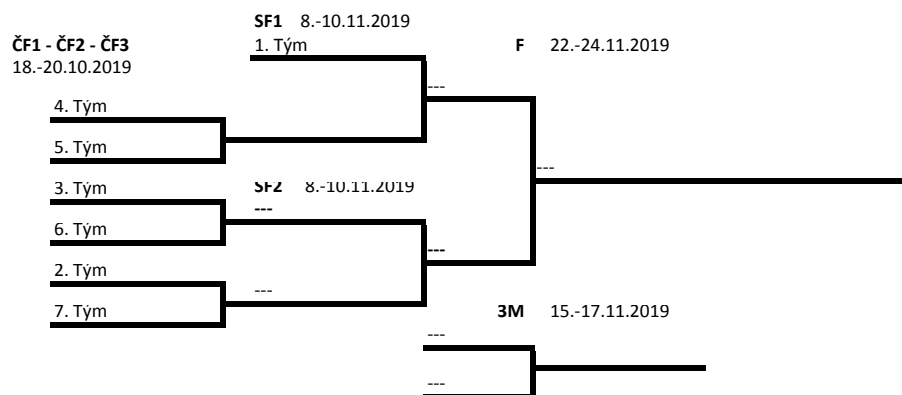 SF1 8.-10.11.2019
ČF1 - ČF2 - ČF3
1. Tým
F 22.-24.11.2019
18.-20.10.2019
---
4. Tým
5. Tým
---
3. Tým
SF2 8.-10.11.2019
---
6. Tým
---
2. Tým
---
7. Tým
3M 15.-17.11.2019
---
---